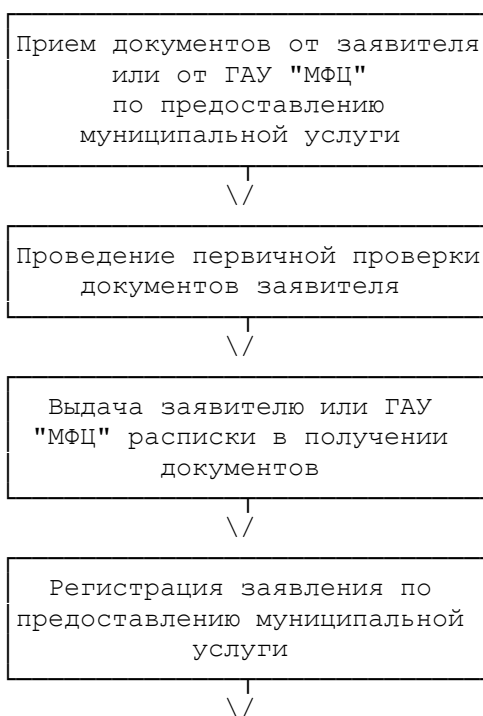 Прием документов от заявителя
или от ГАУ "МФЦ"
по предоставлению
муниципальной услуги
\/
Проведение первичной проверки
документов заявителя
\/
Выдача заявителю или ГАУ
"МФЦ" расписки в получении
документов
\/
Регистрация заявления по
предоставлению муниципальной
услуги
\/